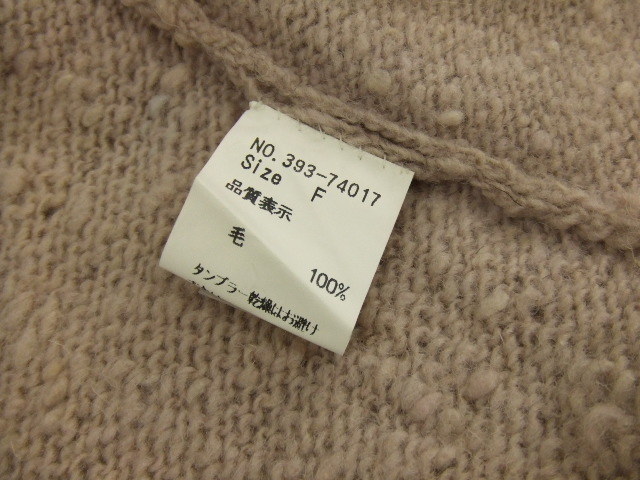 NO.393-74017
Size F
品質表示
毛
100%
タンブラー乾燥はお避け